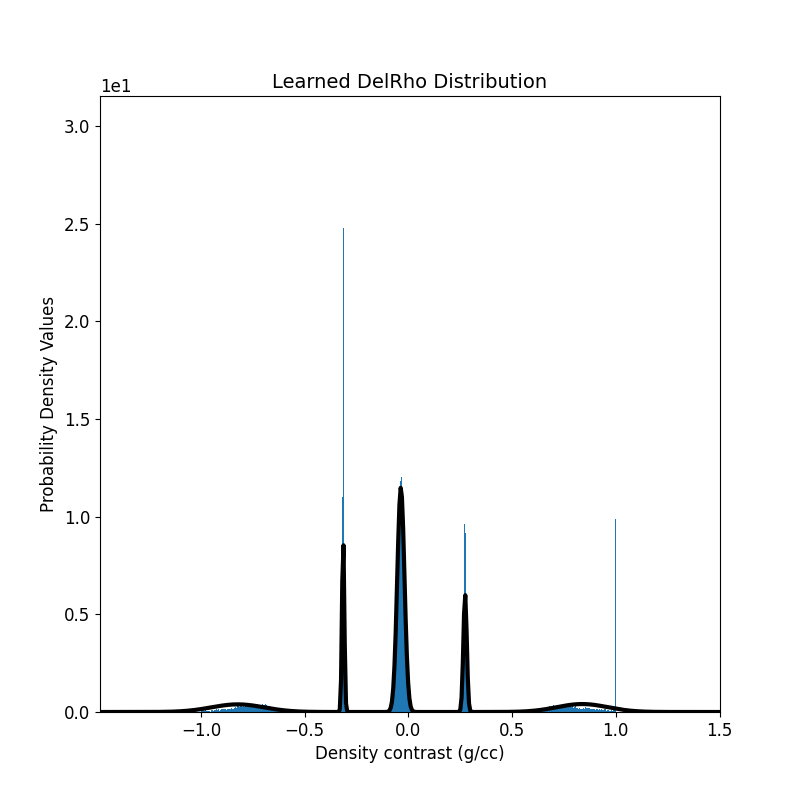 Learned DelRho Distribution
1e1
3.0
2.5
2.0
1.5
1.0
0.5
0.0
Probability Density Values
−1.0 −0.5 0.0 0.5 1.0 1.5
Density contrast (g/cc)